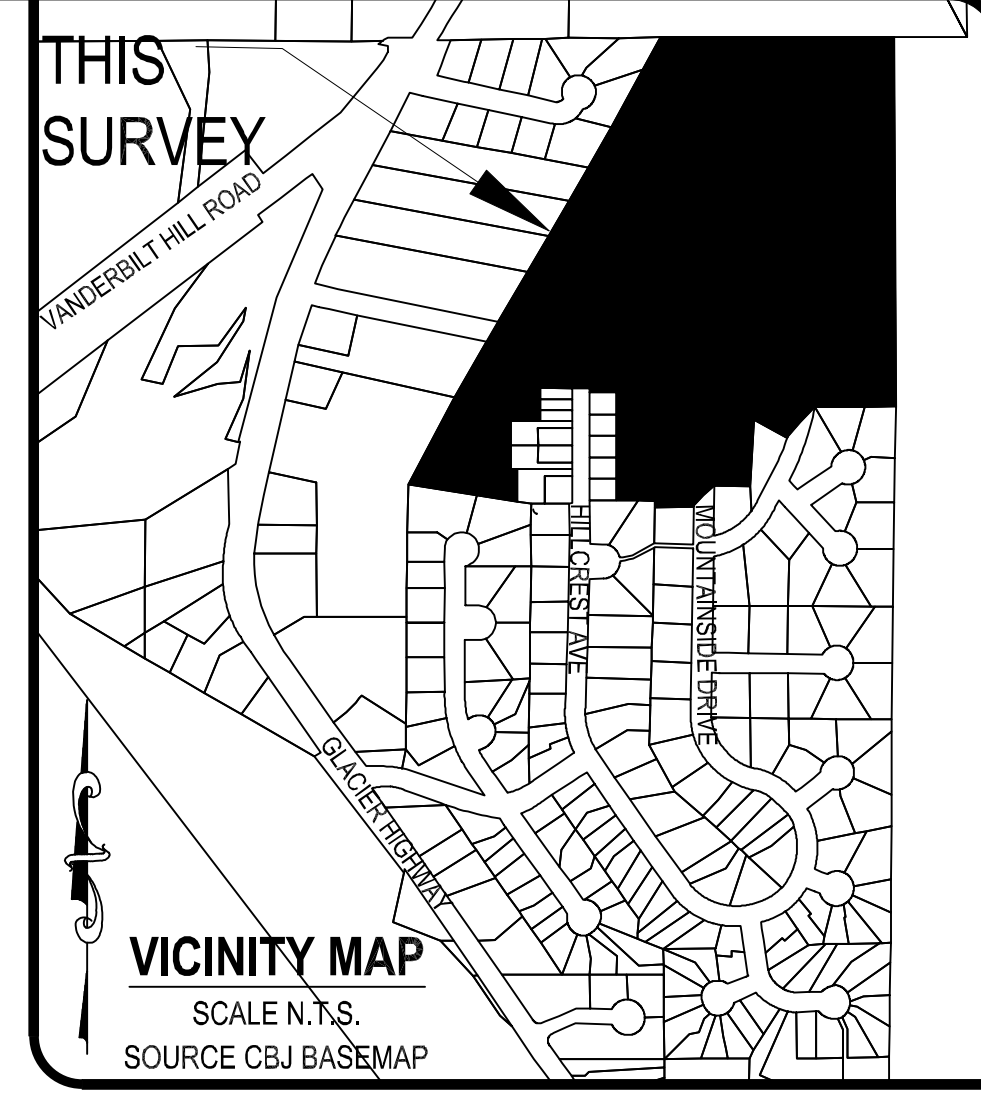 THIS
SURVEY
VANDERBILT HILL ROAD
HILLCREST AVE
MOUNTAINSIDE DRIVE
GLACIER HIGHWAY
VICINITY MAP
SCALE N.T.S.
SOURCE CBJ BASEMAP